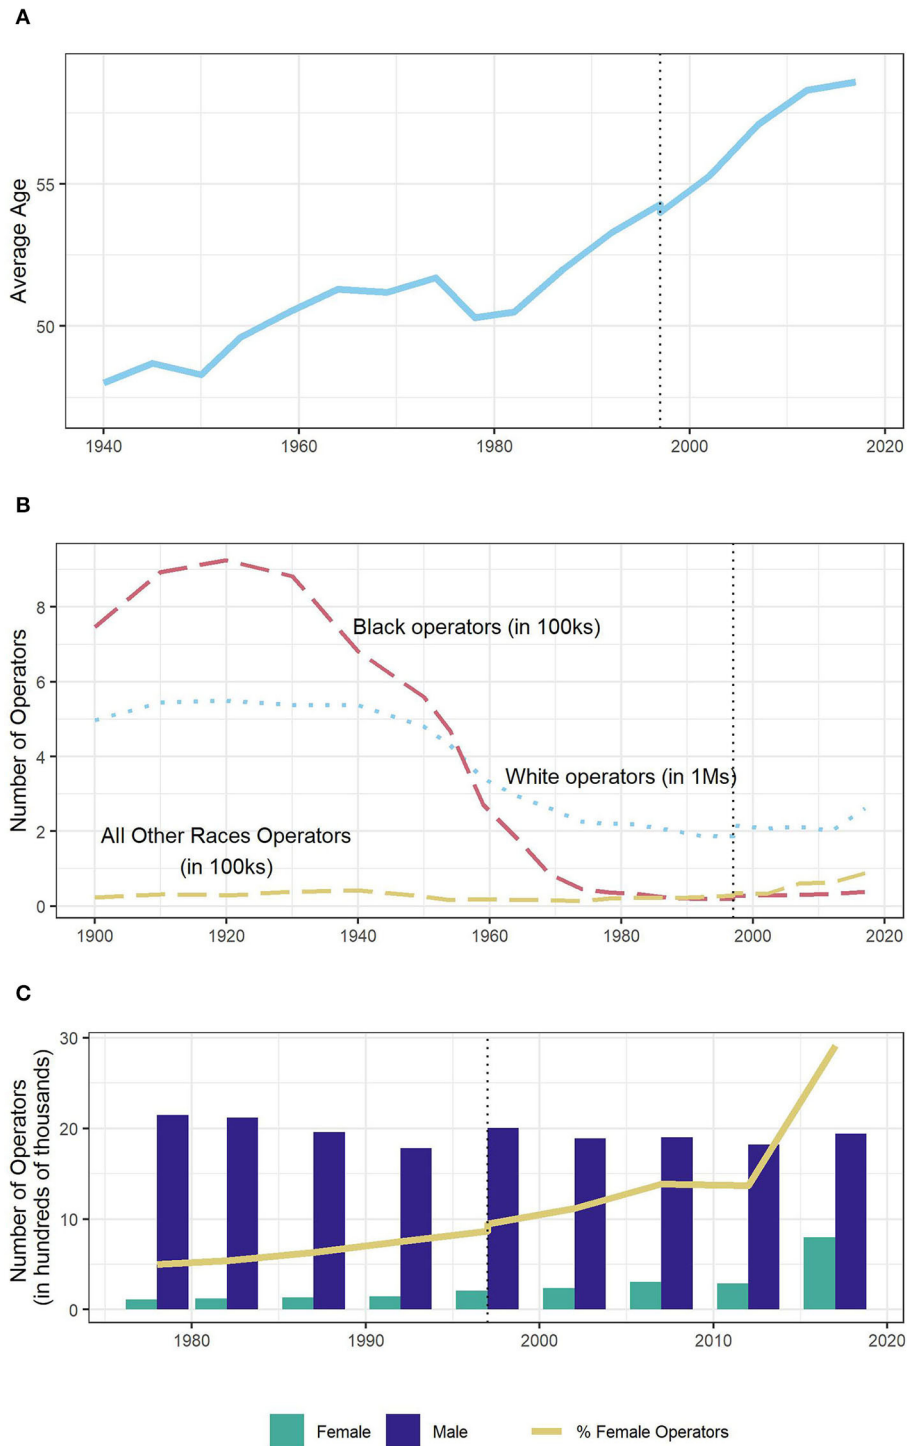 A
Average Age
55
50
1940 1960 1980 2000 2020
B
Number of Operators
8
6
4
2
0
Black operators (in 100ks)
White operators (in 1Ms)
All Other Races Operators
(in 100ks)
1900 1920 1940 1960 1980 2000 2020
C
Number of Operators
(in hundreds of thousands)
30
20
10
0
1980 1990 2000 2010 2020
Female Male % Female Operators